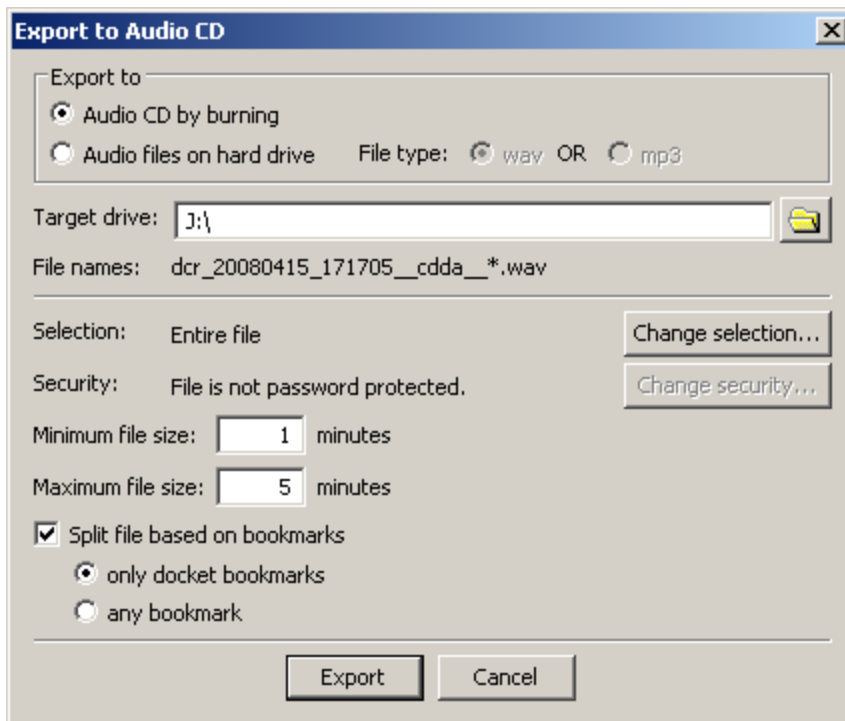 Export to Audio CD
Export to
Audio CD by burning
Audio files on hard drive File type: wav OR mp3
Target drive: J:\
File names: dcr_20080415_171705__cdda__*.wav
Selection: Entire file Change selection...
Security: File is not password protected. Change security...
Minimum file size: 1 minutes
Maximum file size: 5 minutes
Split file based on bookmarks
only docket bookmarks
any bookmark
Export Cancel